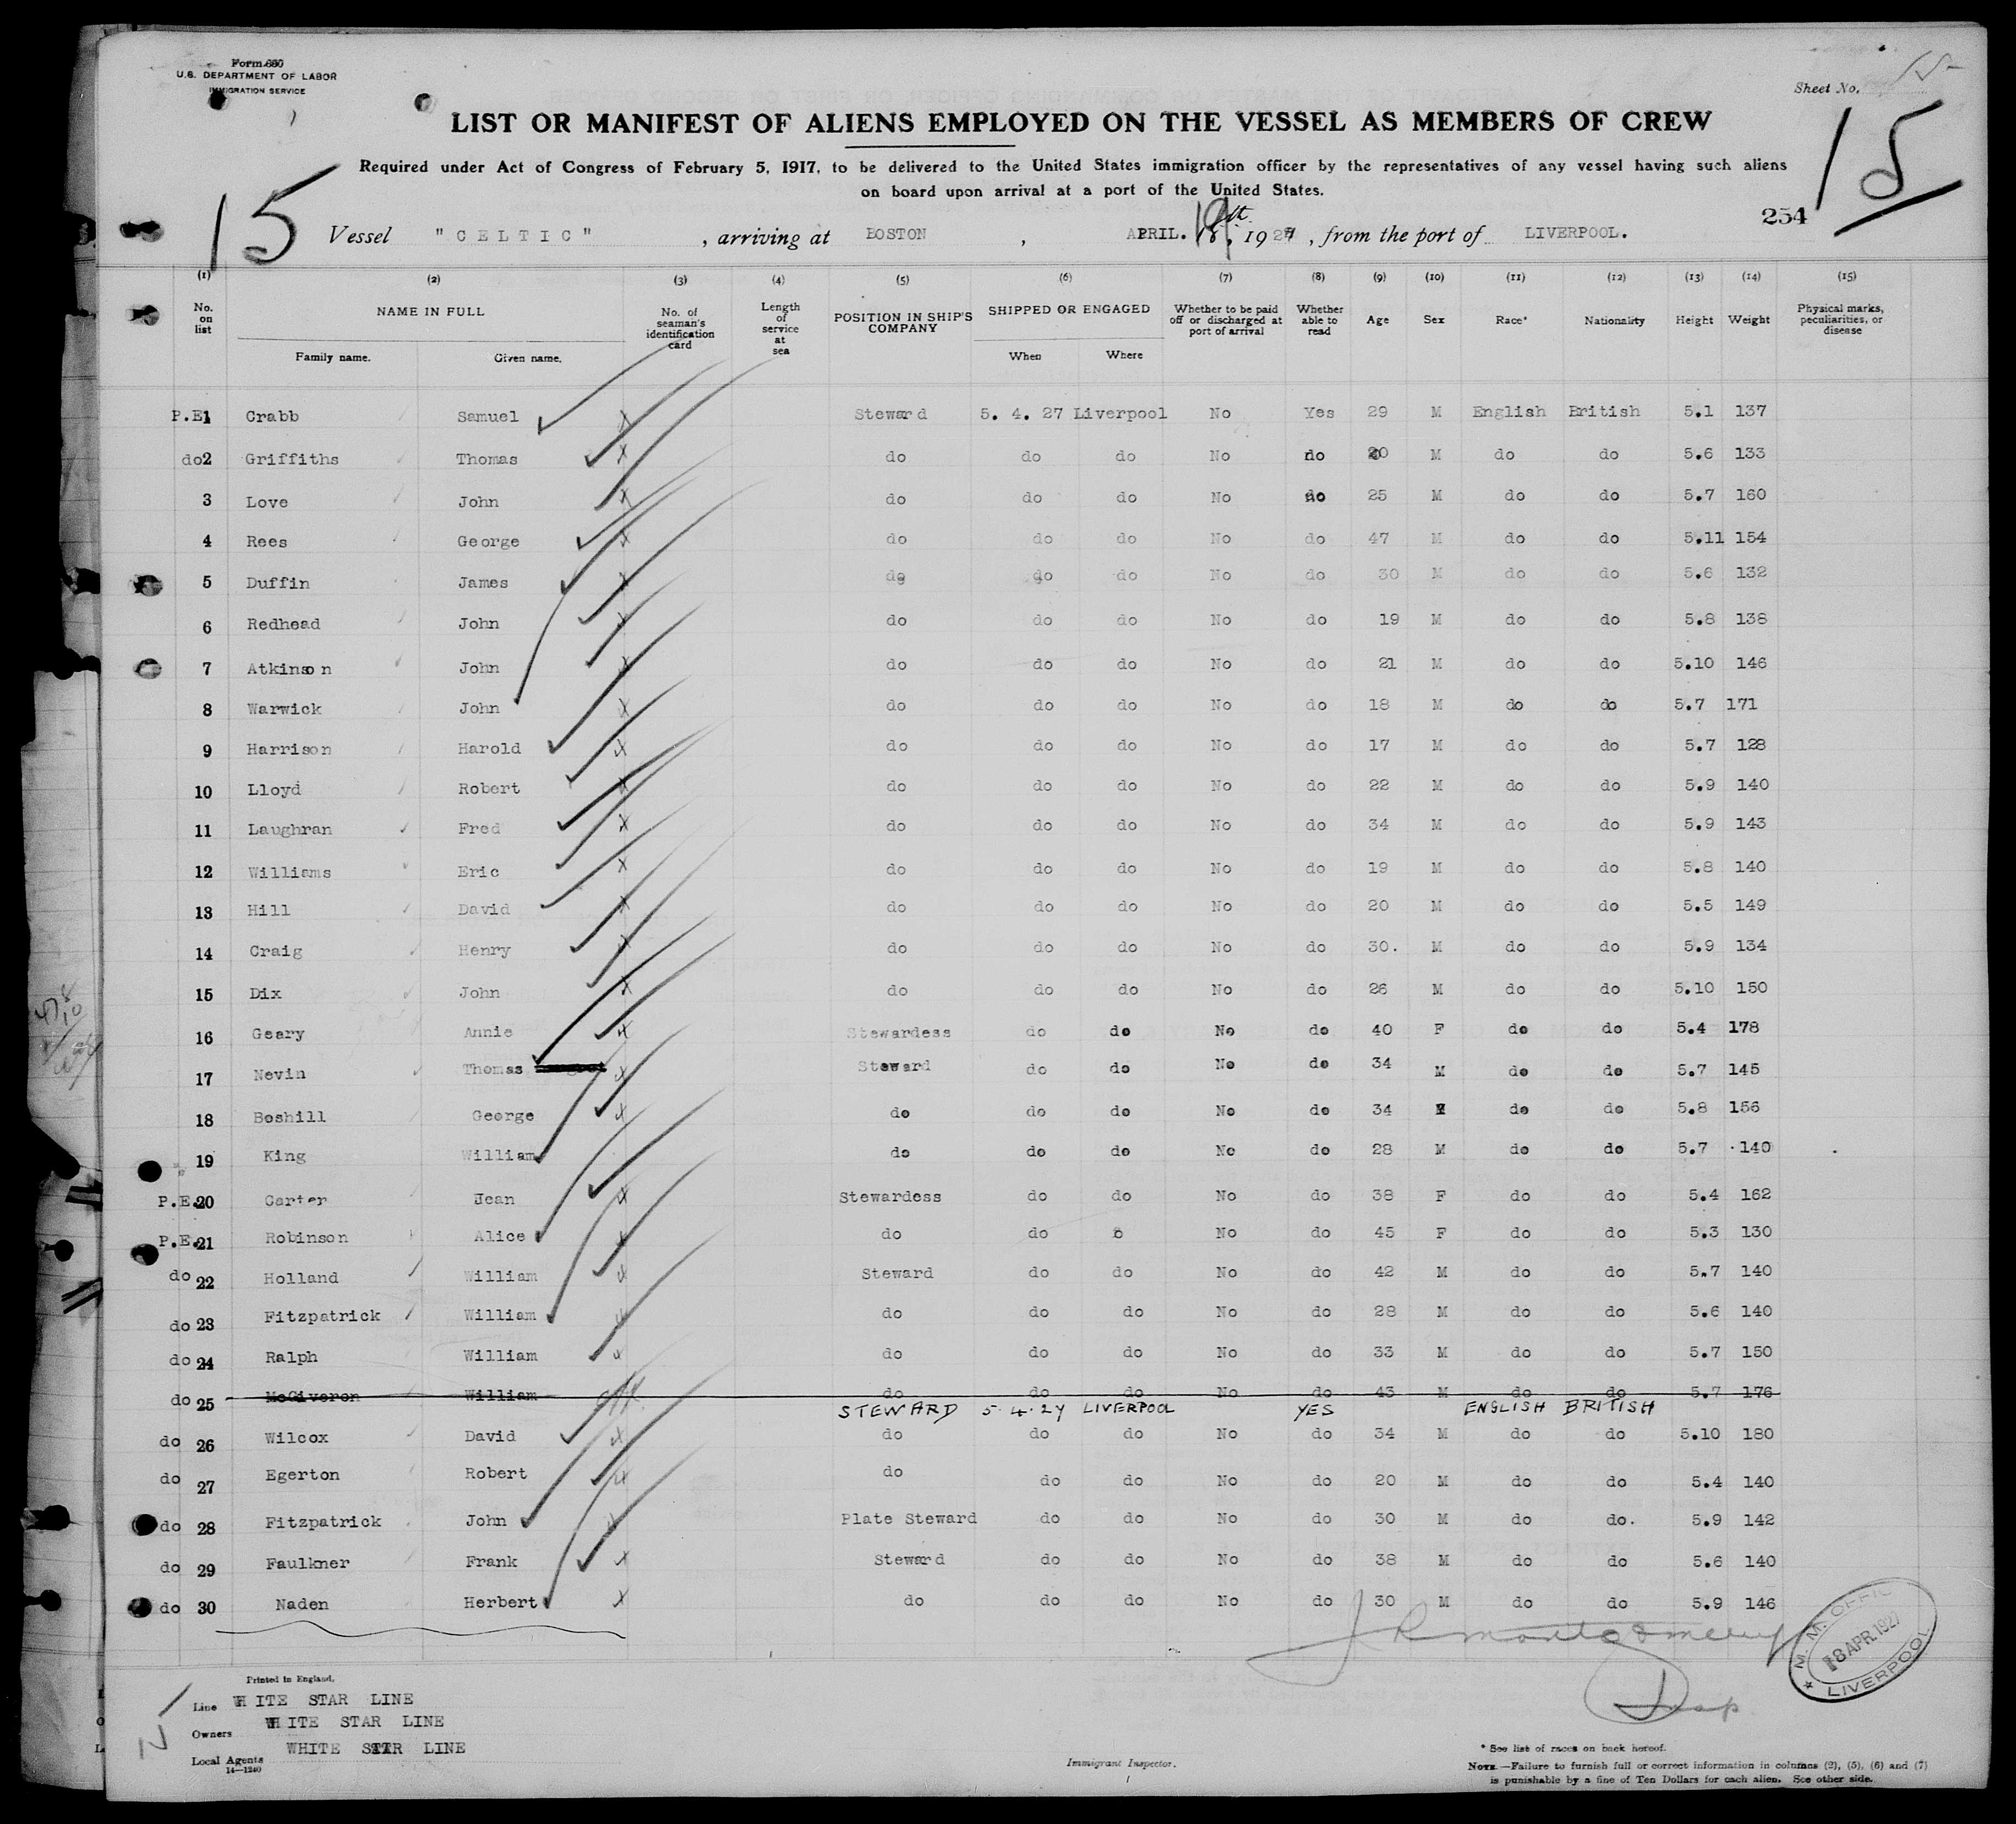 Form 680
U.S. DEPARTMENT OF LABOR
IMMIGRATION SERVICE
Sheet No. 15
LIST OR MANIFEST OF ALIENS EMPLOYED ON THE VESSEL AS MEMBERS OF CREW
15
Required under Act of Congress of February 5, 1917, to be delivered to the United States immigration officer by the representatives of any vessel having such aliens
on board upon arrival at a port of the United States.
15
254
Vessel "CELTIC", arriving at BOSTON, APRIL. 19th, 1927, from the port of LIVERPOOL.
(1) (2) (3) (4) (5) (6) (7) (8) (9) (10) (11) (12) (13) (14) (15)
No. on list NAME IN FULL No. of seaman's identification card Length of service at sea POSITION IN SHIP'S COMPANY SHIPPED OR ENGAGED Whether to be paid off or discharged at port of arrival Whether able to read Age Sex Race* Nationality Height Weight Physical marks, peculiarities, or disease
Family name. Given name. When Where
P.E 1 Crabb Samuel X Steward 5. 4. 27 Liverpool No Yes 29 M English British 5.1 137
do 2 Griffiths Thomas X do do do No do 20 M do do 5.6 133
3 Love John X do do do No do 25 M do do 5.7 160
4 Rees George X do do do No do 47 M do do 5.11 154
5 Duffin James X do do do No do 30 M do do 5.6 132
6 Redhead John X do do do No do 19 M do do 5.8 138
7 Atkinson John X do do do No do 21 M do do 5.10 146
8 Warwick John X do do do No do 18 M do do 5.7 171
9 Harrison Harold X do do do No do 17 M do do 5.7 128
10 Lloyd Robert X do do do No do 22 M do do 5.9 140
11 Laughran Fred X do do do No do 34 M do do 5.9 143
12 Williams Eric X do do do No do 19 M do do 5.8 140
13 Hill David X do do do No do 20 M do do 5.5 149
14 Craig Henry X do do do No do 30. M do do 5.9 134
15 Dix John X do do do No do 26 M do do 5.10 150
16 Geary Annie X Stewardess do do No do 40 F do do 5.4 178
17 Nevin Thomas X Steward do do No do 34 M do do 5.7 145
18 Boshill George X do do do No do 34 M do do 5.8 156
19 King William do do do No do 28 M do do 5.7 140
P.E. 20 Carter Jean X Stewardess do do No do 38 F do do 5.4 162
P.E. 21 Robinson Alice X do do o No do 45 F do do 5.3 130
do 22 Holland William X Steward do do No do 42 M do do 5.7 140
do 23 Fitzpatrick William X do do do No do 28 M do do 5.6 140
do 24 Ralph William X do do do No do 33 M do do 5.7 150
do 25 McGiveron William do do do No do 43 M do do 5.7 176
STEWARD 5.4.27 LIVERPOOL YES ENGLISH BRITISH
do 26 Wilcox David X do do do No do 34 M do do 5.10 180
do 27 Egerton Robert X do do do No do 20 M do do 5.4 140
do 28 Fitzpatrick John X Plate Steward do do No do 30 M do do. 5.9 142
do 29 Faulkner Frank X Steward do do No do 38 M do do 5.6 140
do 30 Naden Herbert X do do do No do 30 M do do 5.9 146
J R Montgomery
M. M. OFFICE
18 APR. 1927
LIVERPOOL
Printed in England.
Line WHITE STAR LINE
Owners WHITE STAR LINE
Local Agents WHITE STAR LINE
14—1240
Immigrant Inspector.
* See list of races on back hereof.
NOTE.—Failure to furnish full or correct information in columns (2), (5), (6) and (7)
is punishable by a fine of Ten Dollars for each alien. See other side.